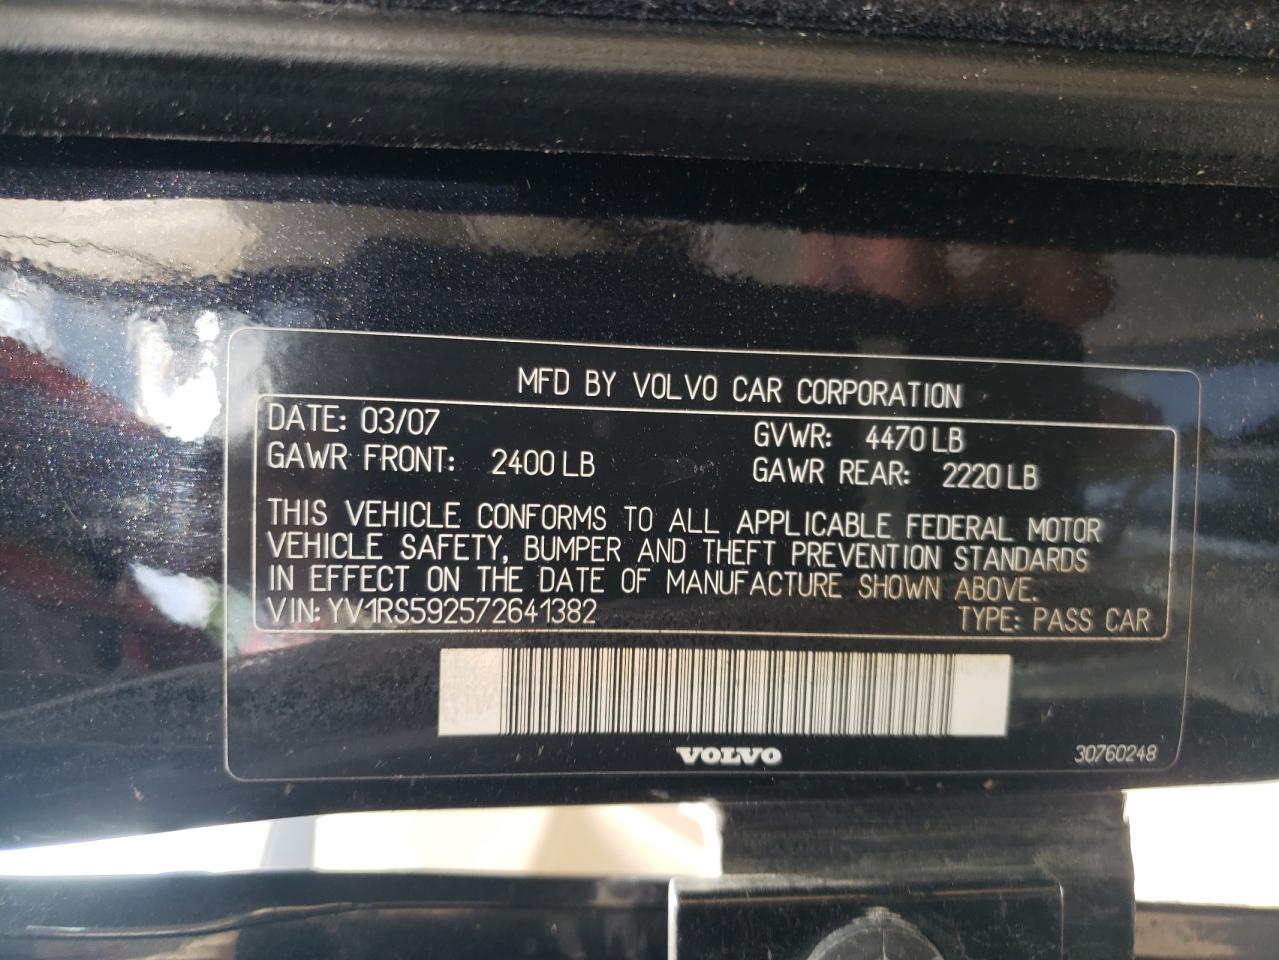 MFD BY VOLVO CAR CORPORATION
DATE: 03/07 GVWR: 4470 LB
GAWR FRONT: 2400 LB GAWR REAR: 2220 LB
THIS VEHICLE CONFORMS TO ALL APPLICABLE FEDERAL MOTOR
VEHICLE SAFETY, BUMPER AND THEFT PREVENTION STANDARDS
IN EFFECT ON THE DATE OF MANUFACTURE SHOWN ABOVE.
VIN: YV1RS592572641382 TYPE: PASS CAR
VOLVO 30760248